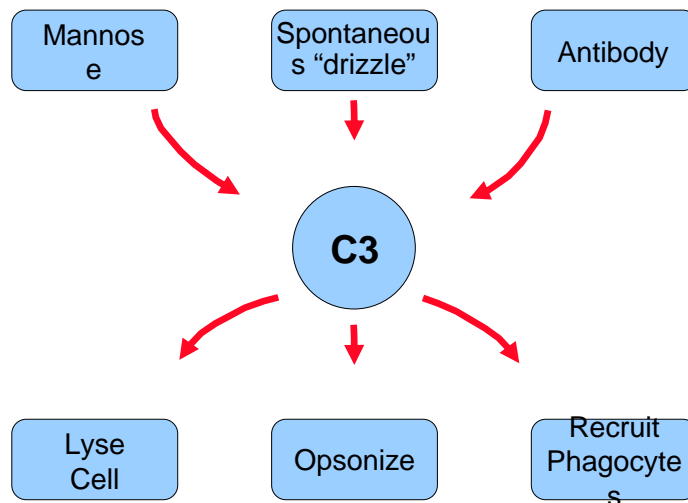 Mannos
e
Spontaneou
s “drizzle”
Antibody
C3
Lyse
Cell
Opsonize
Recruit
Phagocyte
s